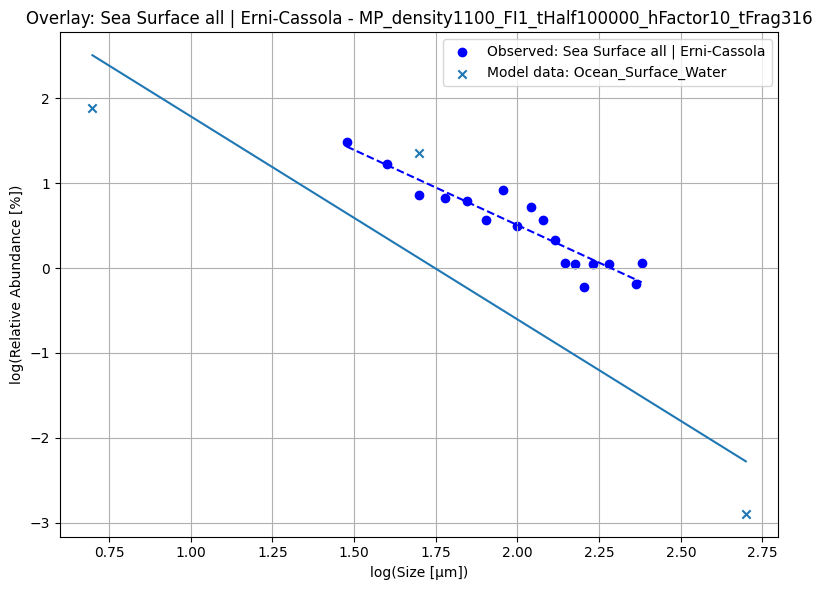 Overlay: Sea Surface all | Erni-Cassola - MP_density1100_FI1_tHalf100000_hFactor10_tFrag316
Observed: Sea Surface all | Erni-Cassola
Model data: Ocean_Surface_Water
log(Relative Abundance [%])
2
1
0
−1
−2
−3
0.75 1.00 1.25 1.50 1.75 2.00 2.25 2.50 2.75
log(Size [µm])